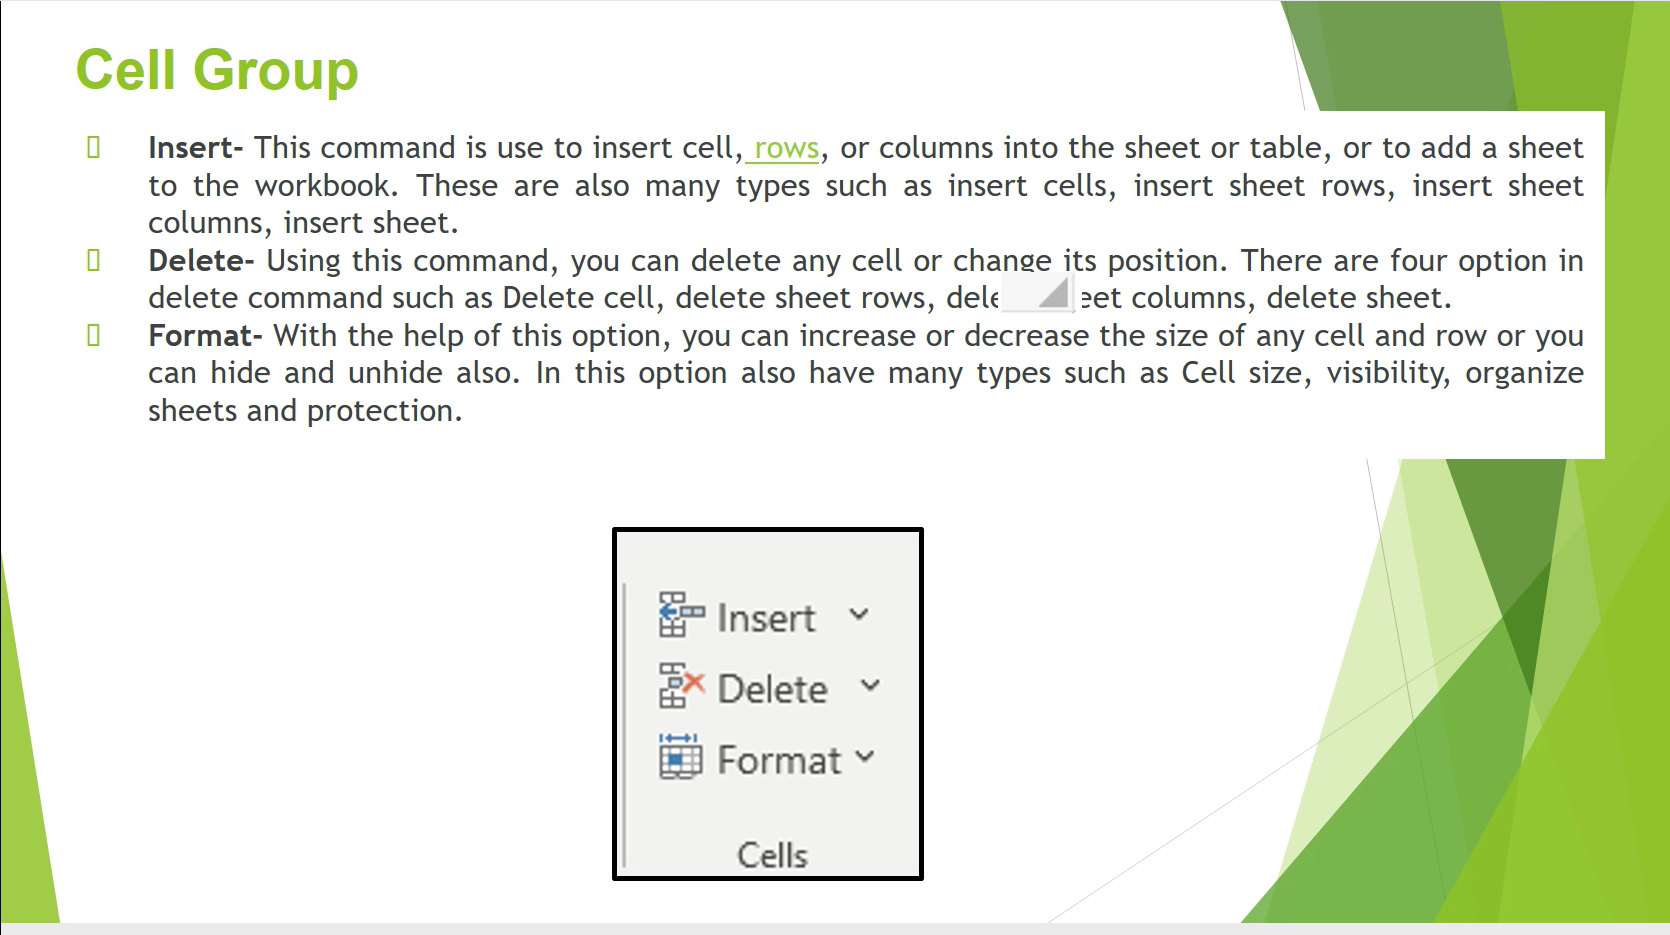 Cell Group
Insert- This command is use to insert cell, rows, or columns into the sheet or table, or to add a sheet
to the workbook. These are also many types such as insert cells, insert sheet rows, insert sheet
columns, insert sheet.
Delete- Using this command, you can delete any cell or change its position. There are four option in
delete command such as Delete cell, delete sheet rows, columns, delete sheet.
Format- With the help of this option, you can increase or decrease the size of any cell and row or you
can hide and unhide also. In this option also have many types such as Cell size, visibility, organize
sheets and protection.
Insert
Delete
Format
Cells